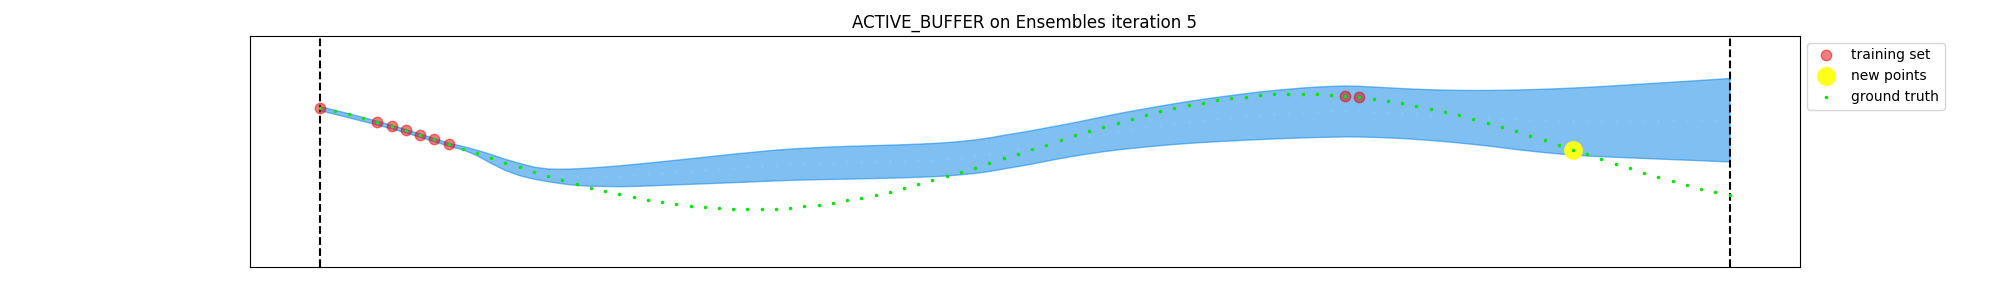 ACTIVE_BUFFER on Ensembles iteration 5
training set
new points
ground truth